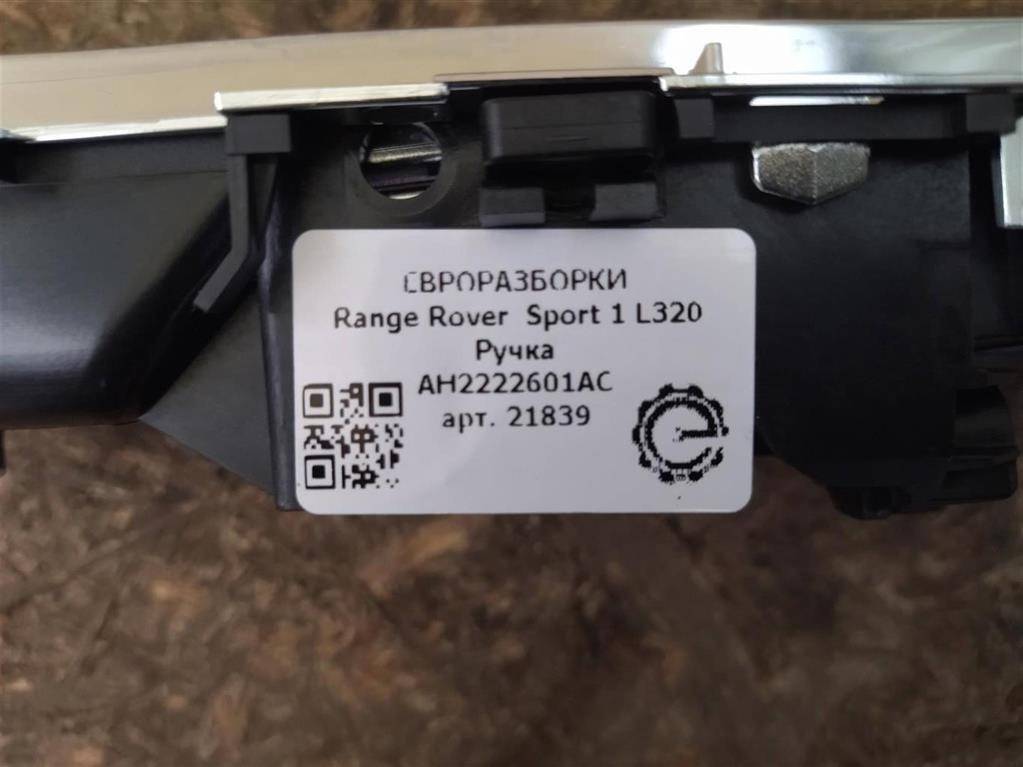 ЕВРОРАЗБОРКИ
Range Rover Sport 1 L320
Ручка
AH2222601AC
арт. 21839